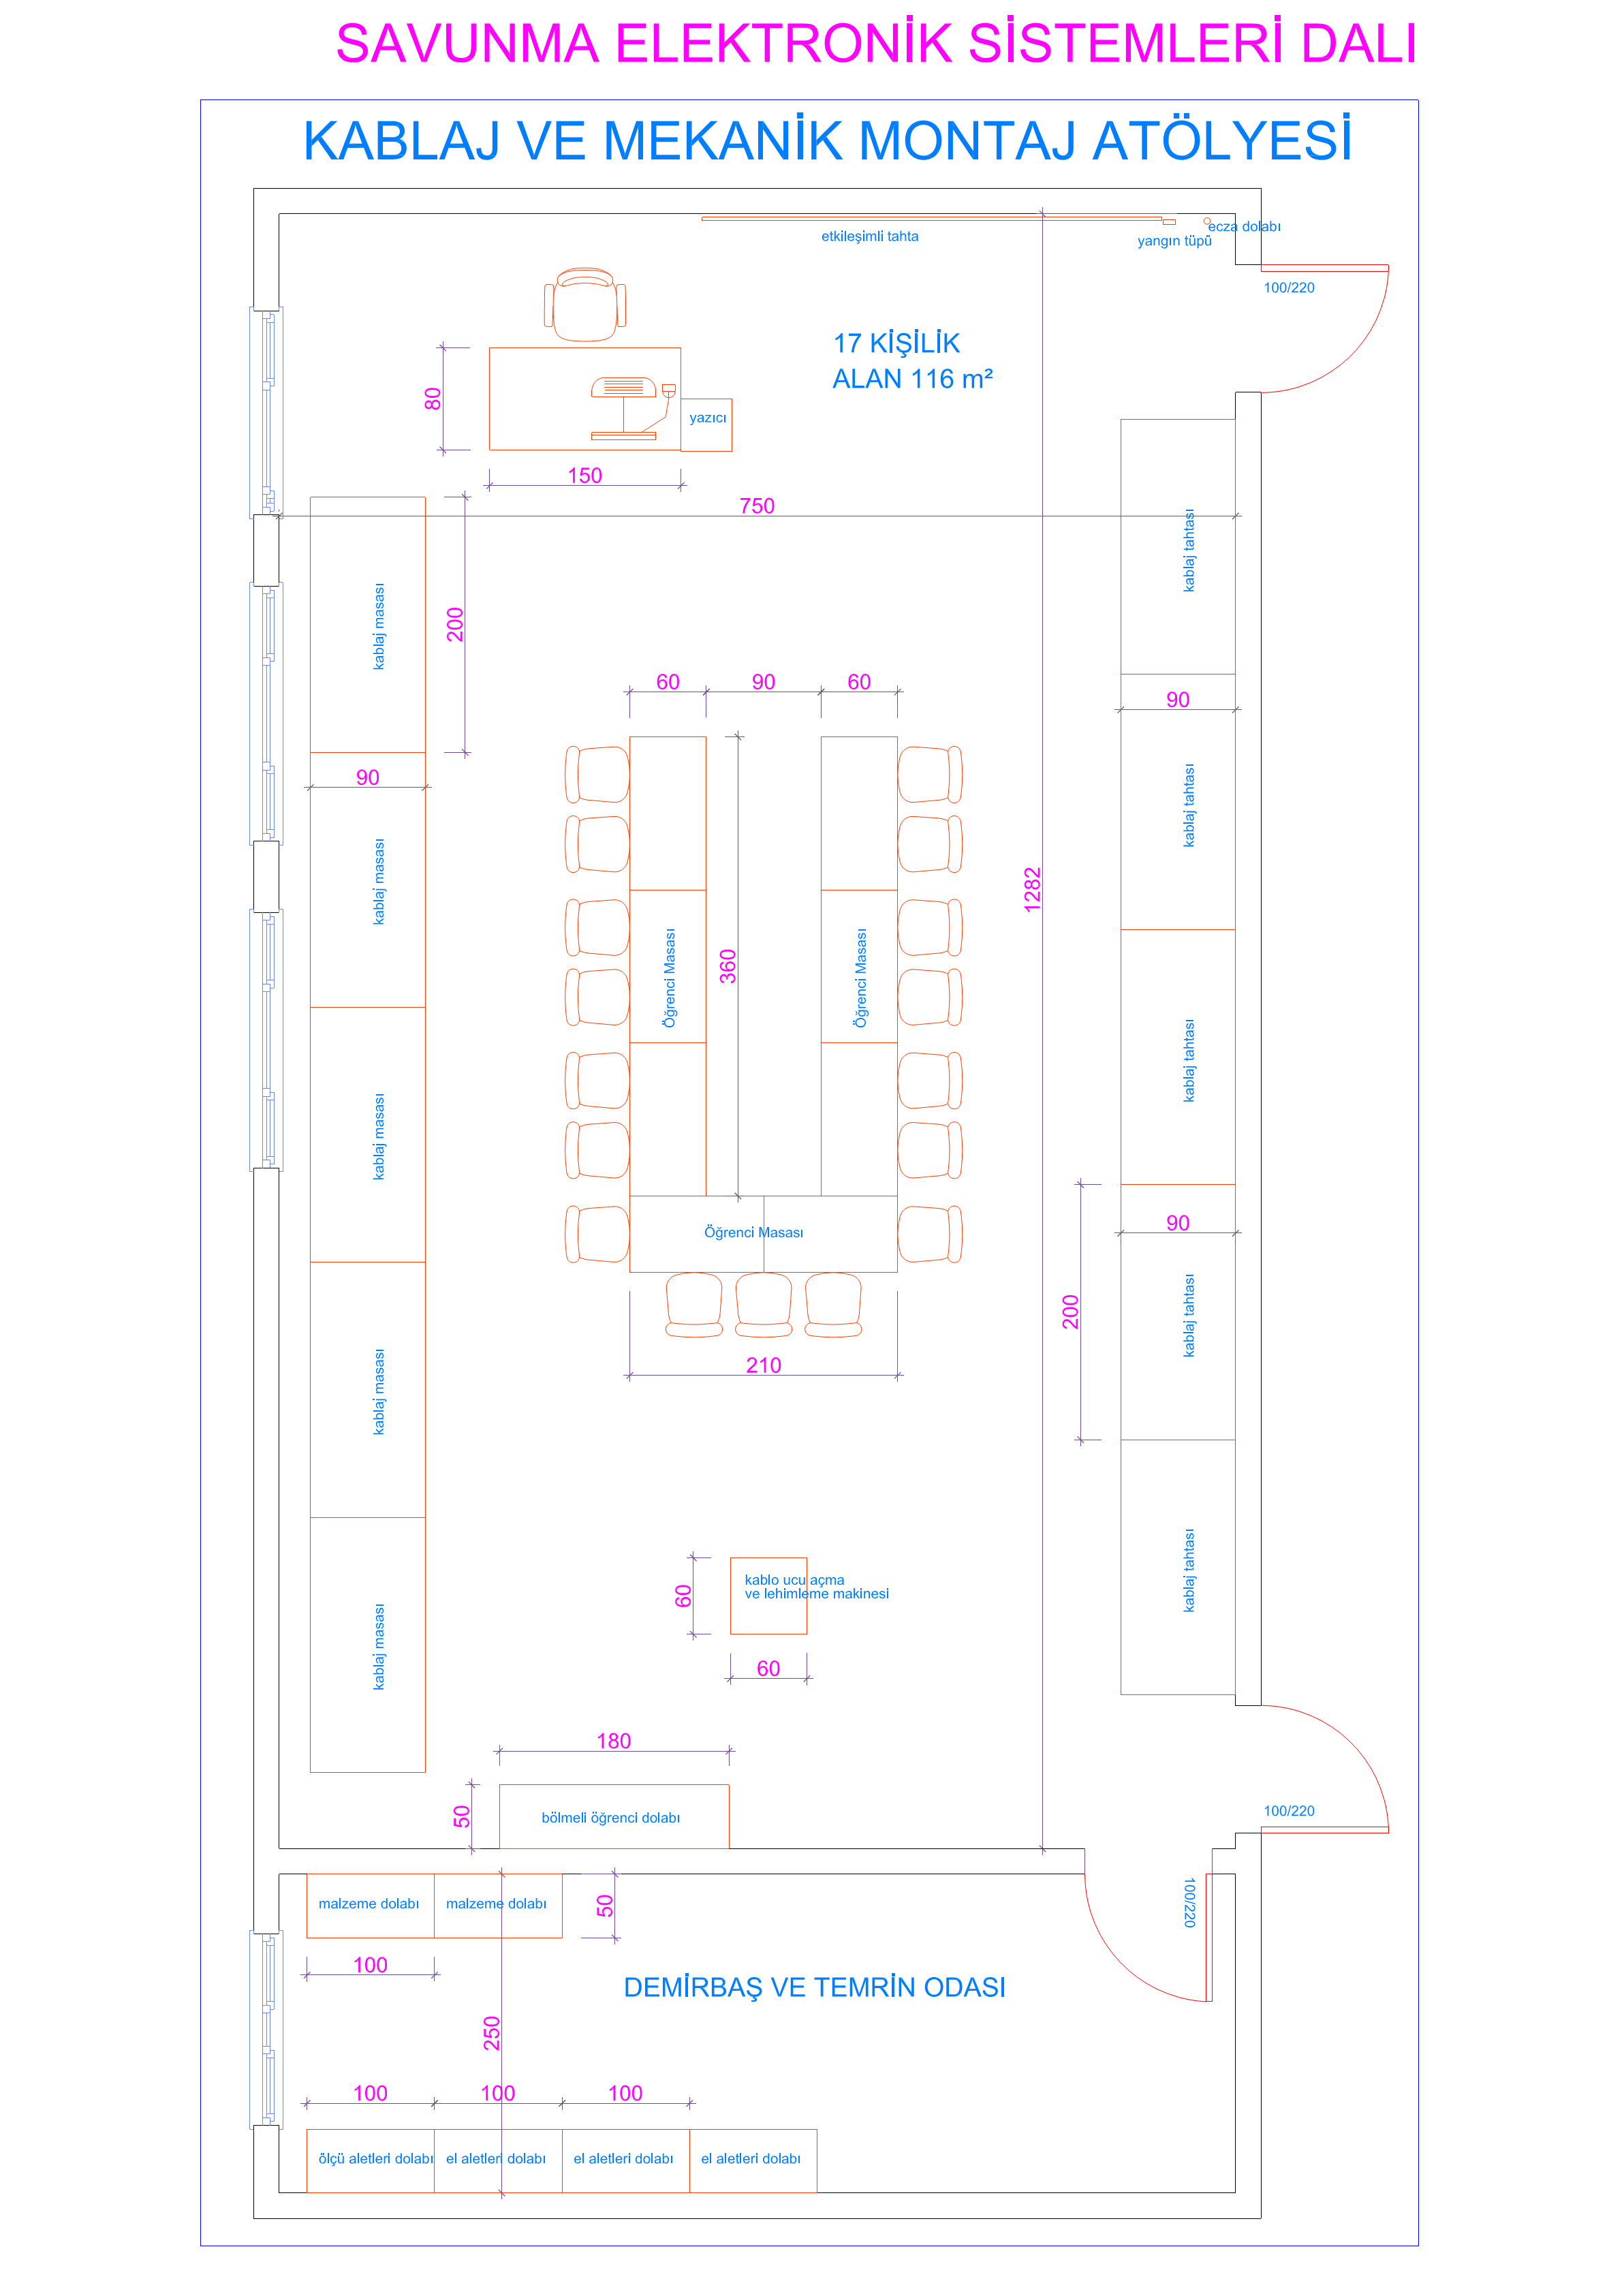 SAVUNMA ELEKTRONİK SİSTEMLERİ DALI
KABLAJ VE MEKANİK MONTAJ ATÖLYESİ
etkileşimli tahta
yangın tüpü
ecza dolabı
100/220
17 KİŞİLİK
ALAN 116 m²
80
yazıcı
150
750
kablaj masası
200
kablaj tahtası
60
90
60
90
90
kablaj masası
kablaj tahtası
1282
360
Öğrenci Masası
Öğrenci Masası
kablaj masası
kablaj tahtası
Öğrenci Masası
90
200
kablaj tahtası
210
kablaj masası
kablo ucu açma
ve lehimleme makinesi
60
60
kablaj tahtası
kablaj masası
180
50
bölmeli öğrenci dolabı
100/220
malzeme dolabı
malzeme dolabı
50
100/220
100
DEMİRBAŞ VE TEMRİN ODASI
250
100
100
100
ölçü aletleri dolabı
el aletleri dolabı
el aletleri dolabı
el aletleri dolabı